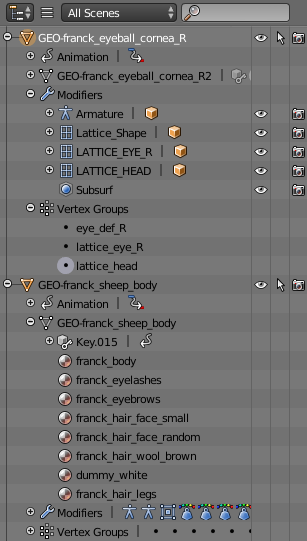 All Scenes
GEO-franck_eyeball_cornea_R
Animation
GEO-franck_eyeball_cornea_R2
Modifiers
Armature
Lattice_Shape
LATTICE_EYE_R
LATTICE_HEAD
Subsurf
Vertex Groups
eye_def_R
lattice_eye_R
lattice_head
GEO-franck_sheep_body
Animation
GEO-franck_sheep_body
Key.015
franck_body
franck_eyelashes
franck_eyebrows
franck_hair_face_small
franck_hair_face_random
franck_hair_wool_brown
dummy_white
franck_hair_legs
Modifiers
Vertex Groups